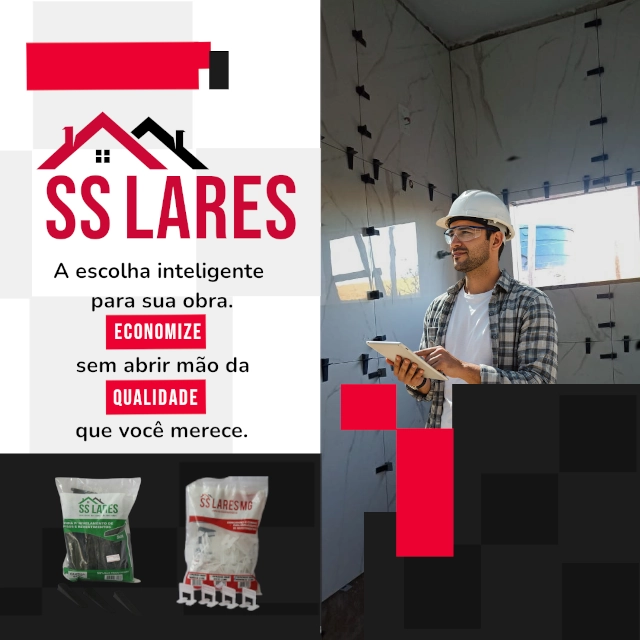 SS LARES
A escolha inteligente
para sua obra.
ECONOMIZE
sem abrir mão da
QUALIDADE
que você merece.
SS LARES
SS LARES MG